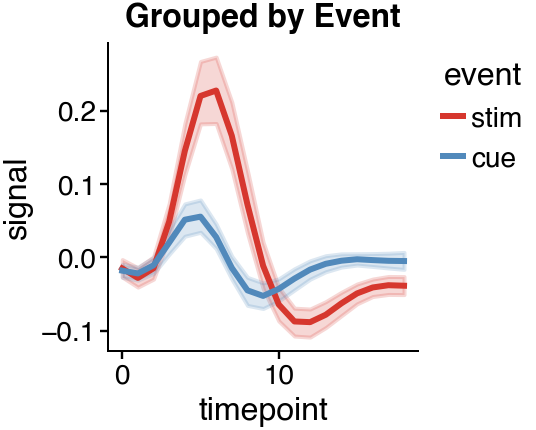 Grouped by Event
event
stim
cue
signal
0.2
0.1
0.0
−0.1
0
10
timepoint